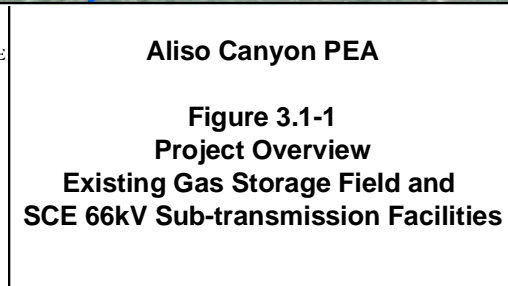 Aliso Canyon PEA
Figure 3.1-1
Project Overview
Existing Gas Storage Field and
SCE 66kV Sub-transmission Facilities